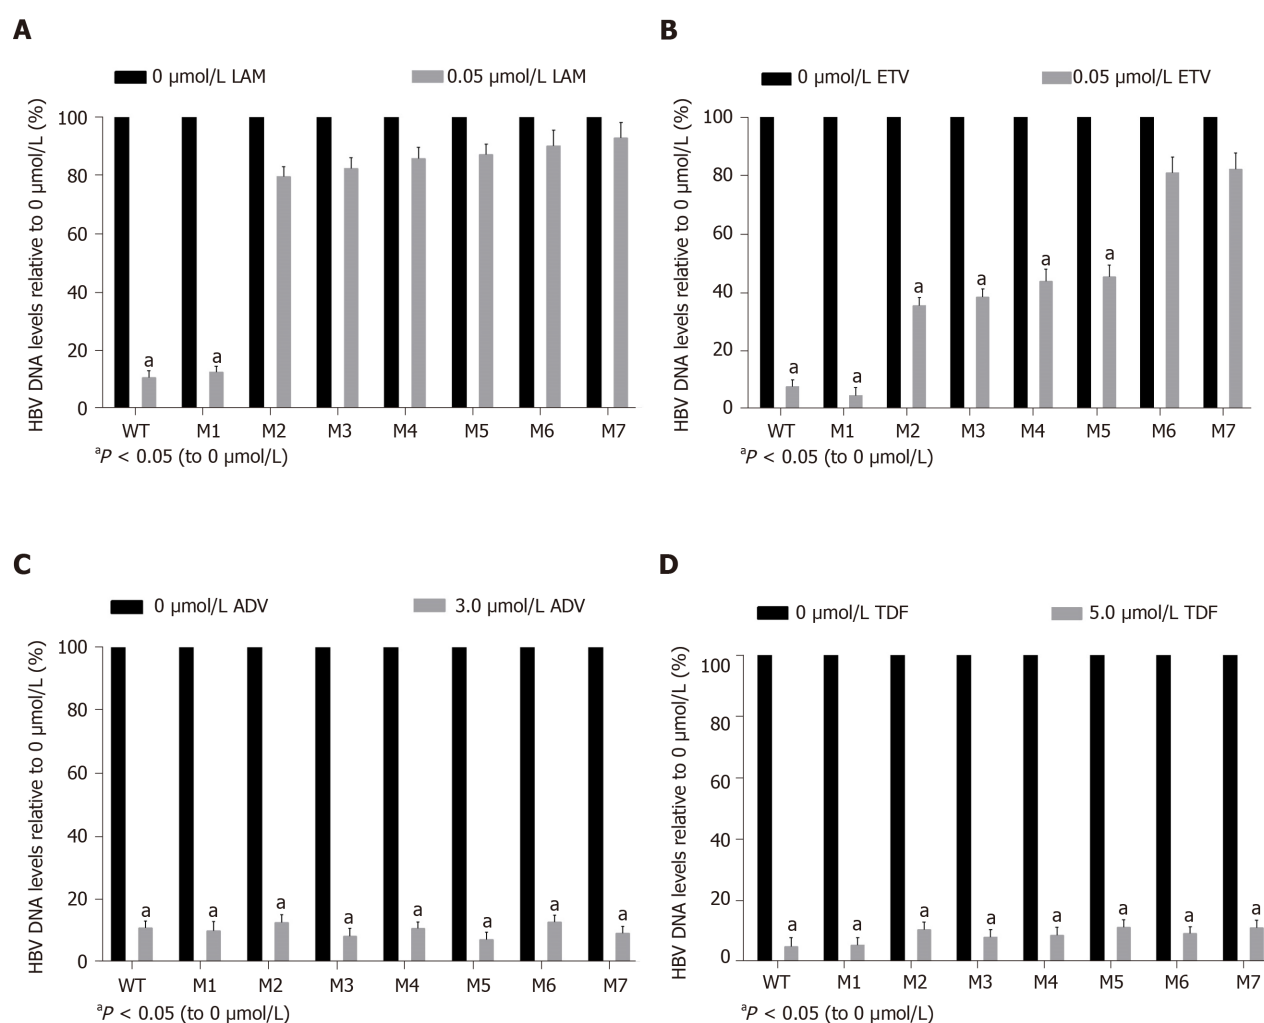 A
0 µmol/L LAM 0.05 µmol/L LAM
HBV DNA levels relative to 0 µmol/L (%)
100
80
60
40
20
0
a a
WT M1 M2 M3 M4 M5 M6 M7
aP < 0.05 (to 0 µmol/L)
B
0 µmol/L ETV 0.05 µmol/L ETV
HBV DNA levels relative to 0 µmol/L (%)
100
80
60
40
20
0
a a a a a a
WT M1 M2 M3 M4 M5 M6 M7
aP < 0.05 (to 0 µmol/L)
C
0 µmol/L ADV 3.0 µmol/L ADV
HBV DNA levels relative to 0 µmol/L (%)
100
80
60
40
20
0
a a a a a a a a
WT M1 M2 M3 M4 M5 M6 M7
aP < 0.05 (to 0 µmol/L)
D
0 µmol/L TDF 5.0 µmol/L TDF
HBV DNA levels relative to 0 µmol/L (%)
100
80
60
40
20
0
a a a a a a a a
WT M1 M2 M3 M4 M5 M6 M7
aP < 0.05 (to 0 µmol/L)